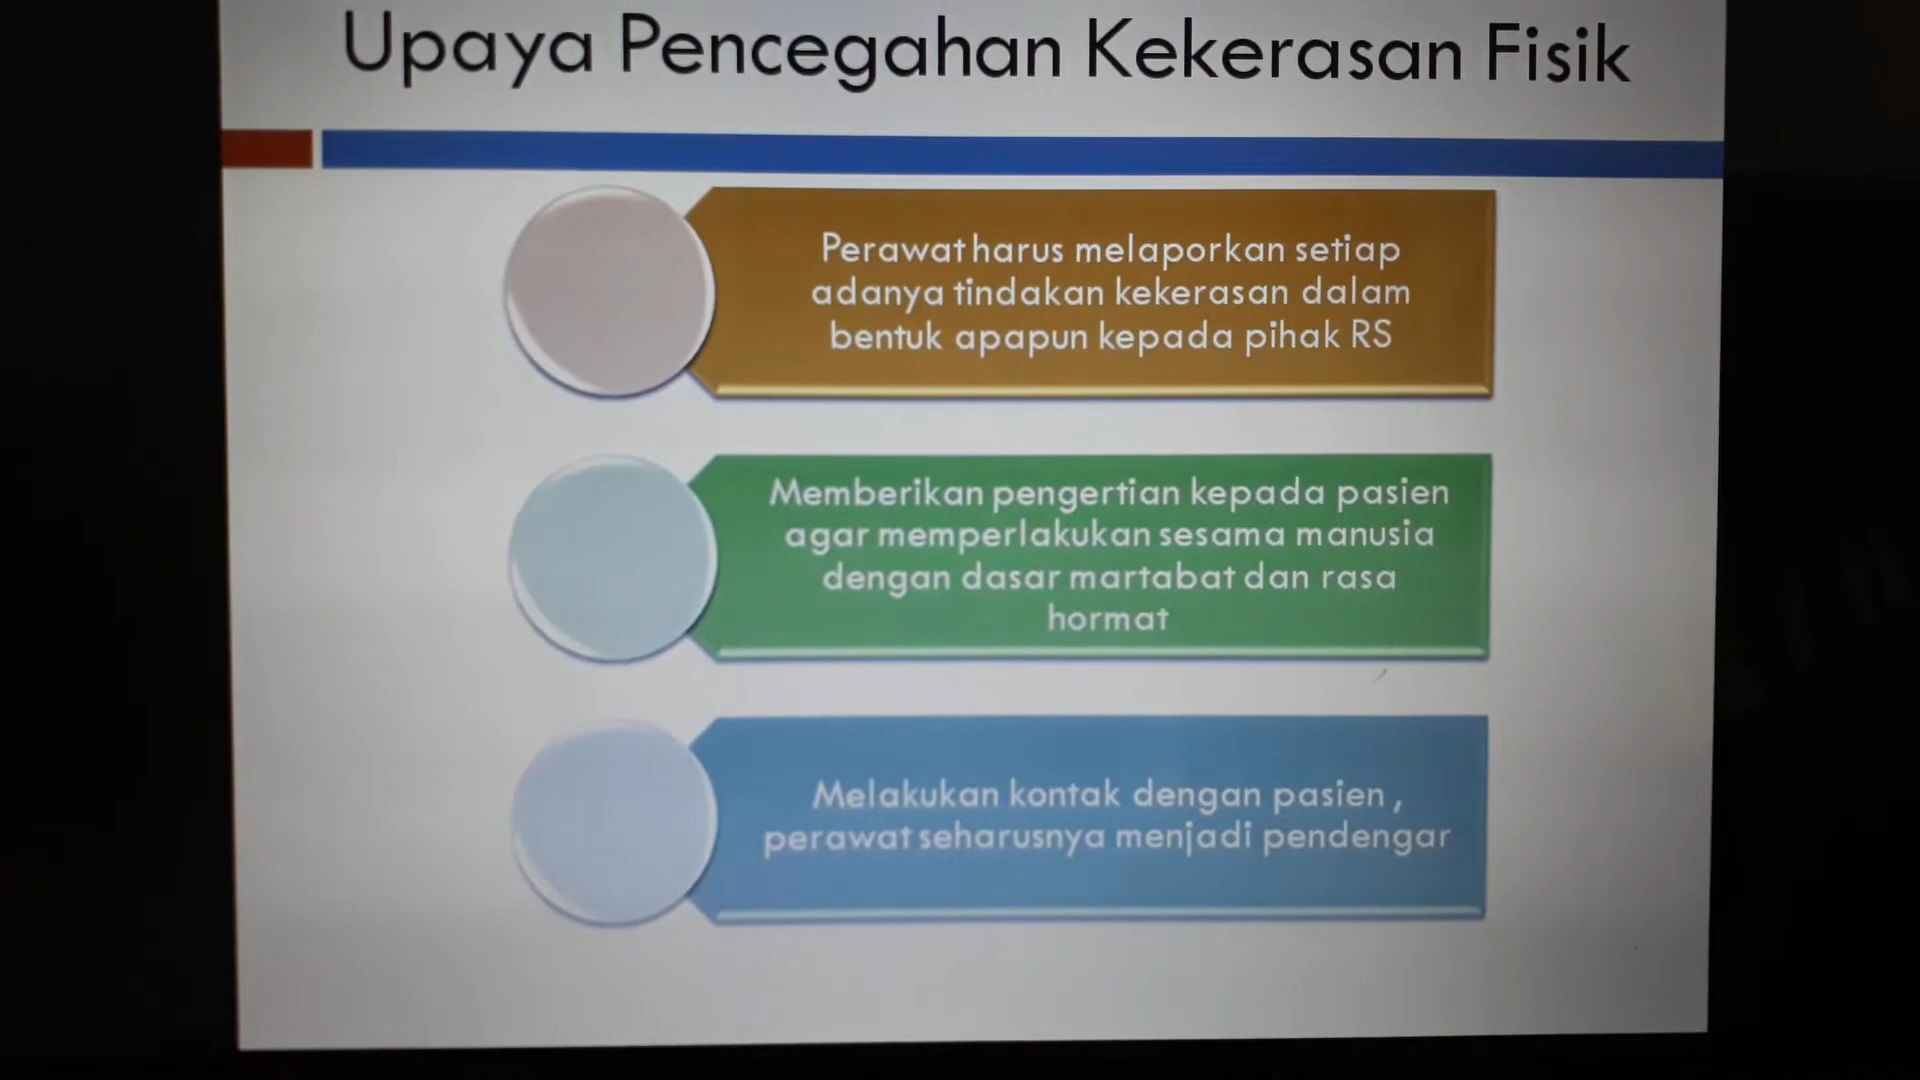 Upaya Pencegahan Kekerasan Fisik
Perawat harus melaporkan setiap
adanya tindakan kekerasan dalam
bentuk apapun kepada pihak RS
Memberikan pengertian kepada pasien
agar memperlakukan sesama manusia
dengan dasar martabat dan rasa
hormat
Melakukan kontak dengan pasien ,
perawat seharusnya menjadi pendengar